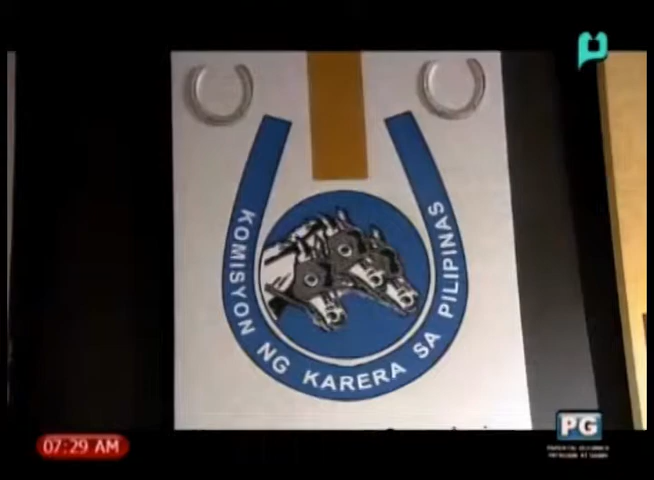 KOMISYON NG KARERA SA PILIPINAS
07:29 AM
PG